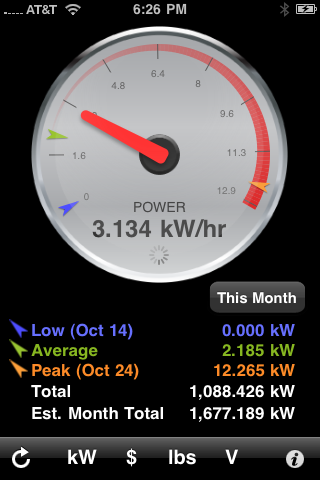 AT&T 6:26 PM
6.4
4.8
9.6
11.3
1.6
12.9
0
POWER
3.134 kW/hr
This Month
Low (Oct 14) 0.000 kW
Average 2.185 kW
Peak (Oct 24) 12.265 kW
Total 1,088.426 kW
Est. Month Total 1,677.189 kW
kW $ lbs V